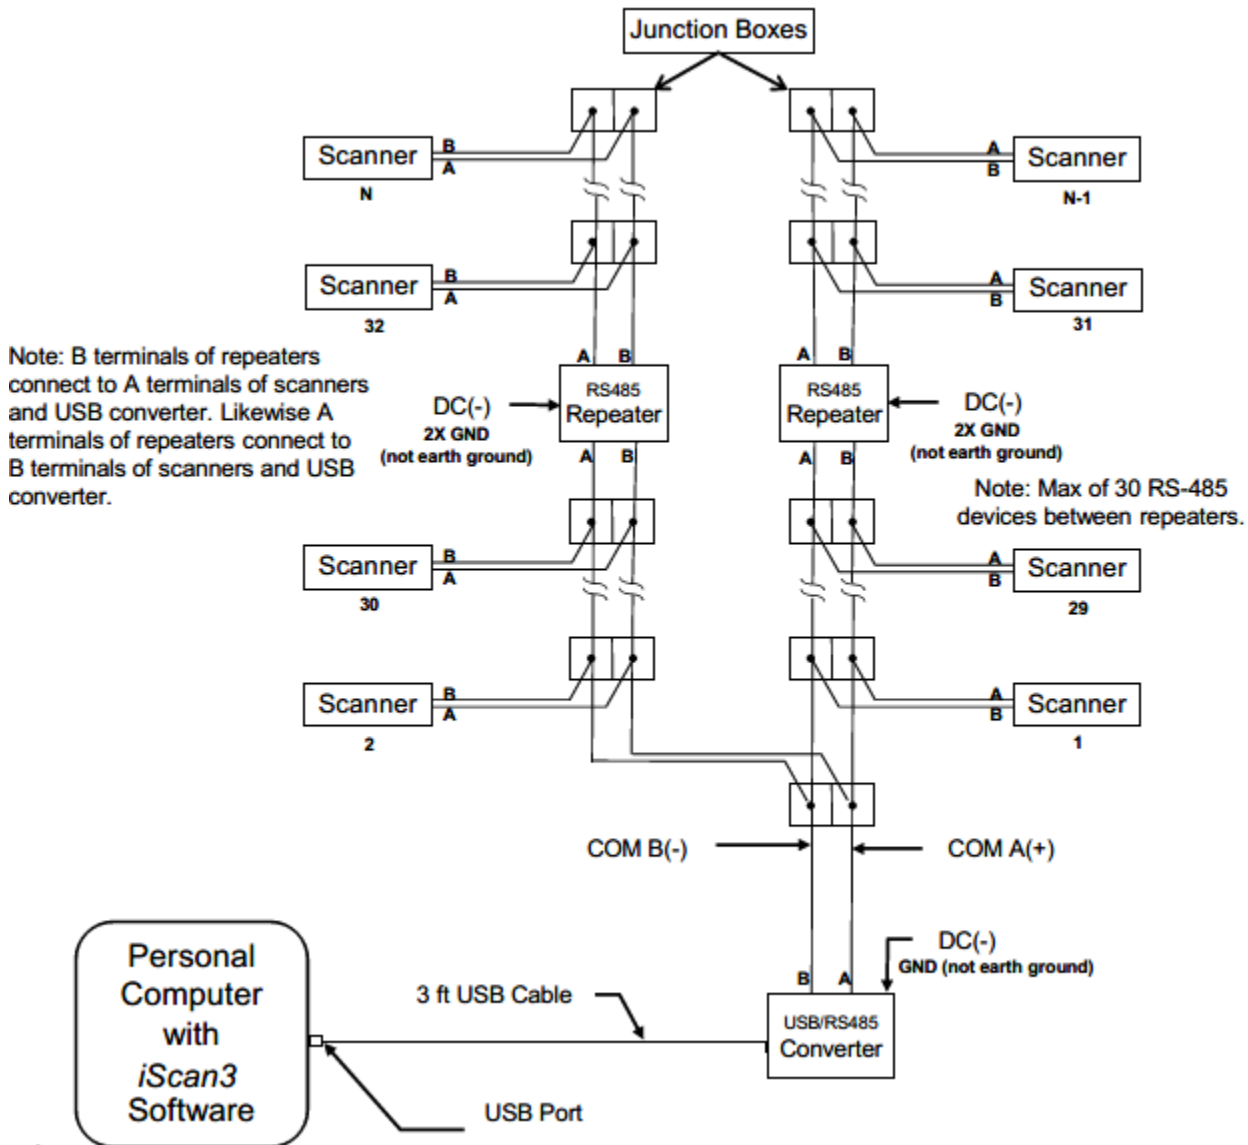 Junction Boxes
Scanner
B
A
N
A
B
Scanner
N-1
Scanner
B
A
32
A
B
Scanner
31
Note: B terminals of repeaters
connect to A terminals of scanners
and USB converter. Likewise A
terminals of repeaters connect to
B terminals of scanners and USB
converter.
A B
RS485
Repeater
A B
DC(-)
2X GND
(not earth ground)
A B
RS485
Repeater
A B
DC(-)
2X GND
(not earth ground)
Note: Max of 30 RS-485
devices between repeaters.
Scanner
B
A
30
A
B
Scanner
29
Scanner
B
A
2
A
B
Scanner
1
COM B(-)
COM A(+)
DC(-)
GND (not earth ground)
B A
USB/RS485
Converter
3 ft USB Cable
Personal
Computer
with
iScan3
Software
USB Port